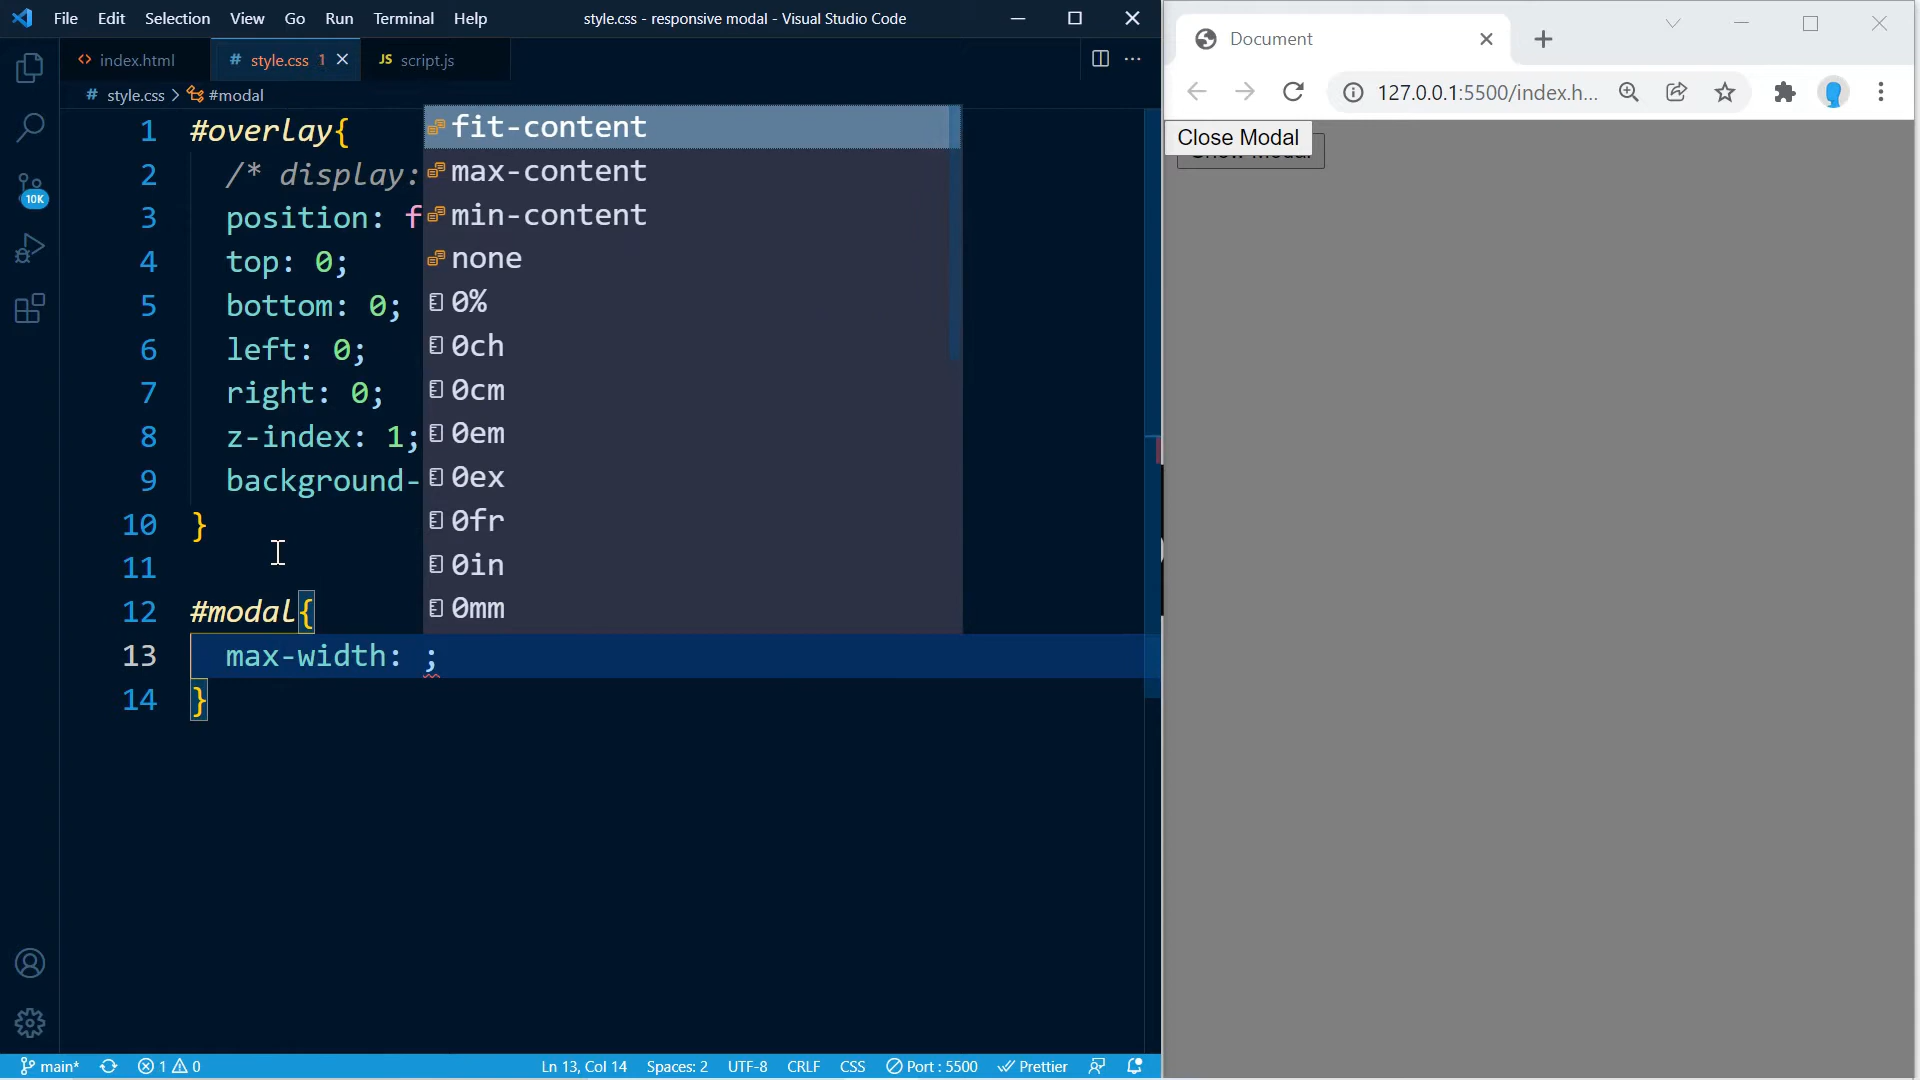 File Edit Selection View Go Run Terminal Help style.css - responsive modal - Visual Studio Code
<> index.html # style.css 1 JS script.js
# style.css > #modal
1 #overlay{
2 /* display:
3 position: f
4 top: 0;
5 bottom: 0;
6 left: 0;
7 right: 0;
8 z-index: 1;
9 background-
10 }
11
12 #modal{
13 max-width: ;
14 }
fit-content
max-content
min-content
none
0%
0ch
0cm
0em
0ex
0fr
0in
0mm
10K
main* 1 0 Ln 13, Col 14 Spaces: 2 UTF-8 CRLF CSS Port : 5500 Prettier
Document
127.0.0.1:5500/index.h...
Close Modal